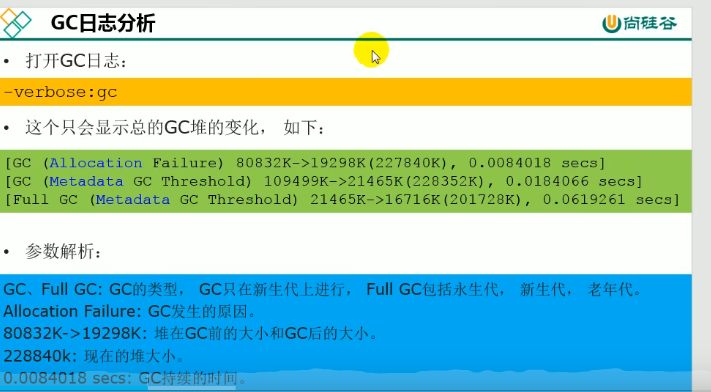 GC日志分析
尚硅谷
• 打开GC日志：
-verbose:gc
• 这个只会显示总的GC堆的变化， 如下：
[GC (Allocation Failure) 80832K->19298K(227840K), 0.0084018 secs]
[GC (Metadata GC Threshold) 109499K->21465K(228352K), 0.0184066 secs]
[Full GC (Metadata GC Threshold) 21465K->16716K(201728K), 0.0619261 secs]
• 参数解析：
GC、Full GC: GC的类型， GC只在新生代上进行， Full GC包括永生代， 新生代， 老年代。
Allocation Failure: GC发生的原因。
80832K->19298K: 堆在GC前的大小和GC后的大小。
228840k: 现在的堆大小。
0.0084018 secs: GC持续的时间。